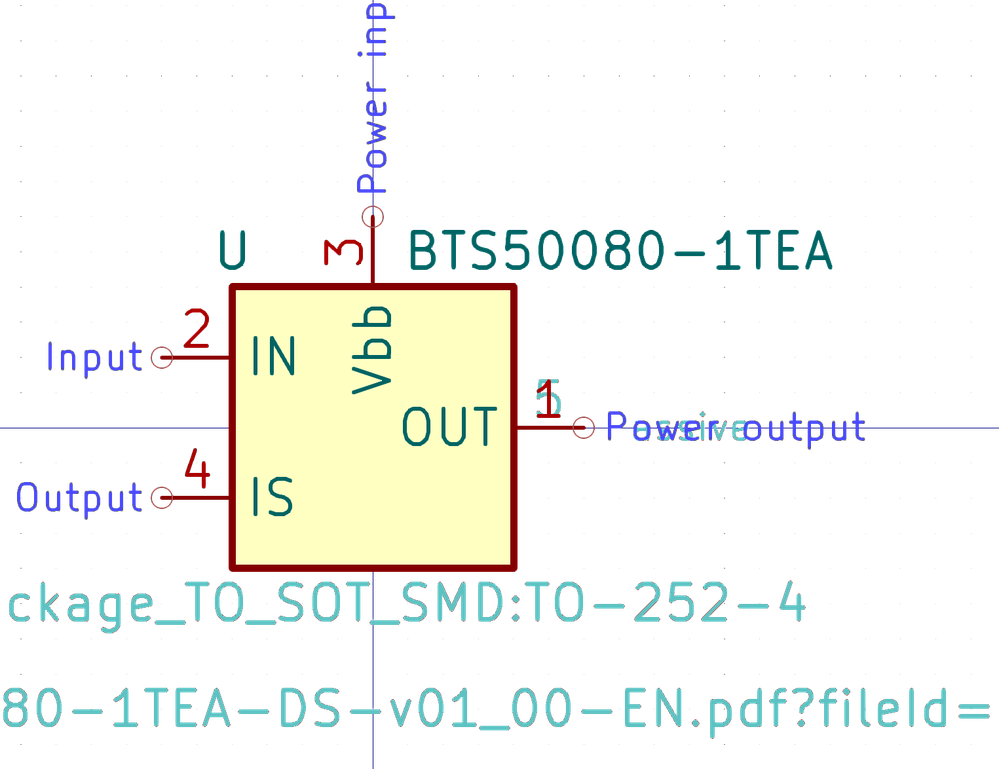 Power inp
U
3
BTS50080-1TEA
2
Input
IN
Vbb
5
1
OUT
Power output
4
Output
IS
ckage_TO_SOT_SMD:TO-252-4
80-1TEA-DS-v01_00-EN.pdf?fileId=